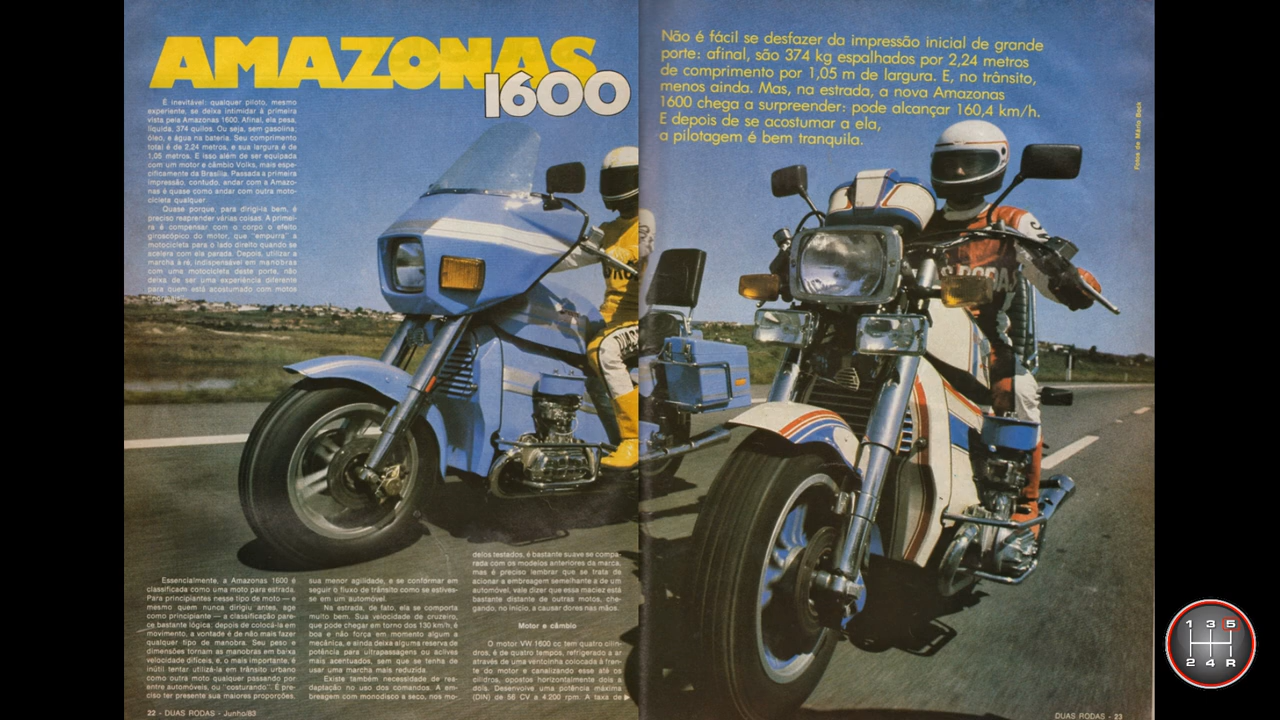 AMAZONAS
1600
É inevitável: qualquer piloto, mesmo
experiente, se deixa intimidar à primeira
vista pela Amazonas 1600. Afinal, ela pesa,
líquida, 374 quilos. Ou seja, sem gasolina,
óleo, e água na bateria. Seu comprimento
total é de 2,24 metros, e sua largura é de
1,05 metros. E isso além de ser equipada
com um motor e câmbio Volks, mais espe-
cificamente da Brasília. Passada a primeira
impressão, contudo, andar com a Amazo-
nas é quase como andar com outra moto-
cicleta qualquer.
Quase porque, para dirigi-la bem, é
preciso reaprender várias coisas. A primei-
ra é compensar com o corpo o efeito
giroscópico do motor, que "empurra" a
motocicleta para o lado direito quando se
acelera com ela parada. Depois, utilizar a
marcha à ré, indispensável em manobras
com uma motocicleta deste porte, não
deixa de ser uma experiência diferente
para quem está acostumado com motos
Não é fácil se desfazer da impressão inicial de grande
porte: afinal, são 374 kg espalhados por 2,24 metros
de comprimento por 1,05 m de largura. E, no trânsito,
menos ainda. Mas, na estrada, a nova Amazonas
1600 chega a surpreender: pode alcançar 160,4 km/h.
E depois de se acostumar a ela,
a pilotagem é bem tranquila.
Fotos de Mário Bock
Essencialmente, a Amazonas 1600 é
classificada como uma moto para estrada.
Para principiantes nesse tipo de moto — e
mesmo quem nunca dirigiu antes, age
como principiante — a classificação pare-
ce bastante lógica: depois de colocá-la em
movimento, a vontade é de não mais fazer
qualquer tipo de manobra. Seu peso e
dimensões tornam as manobras em baixa
velocidade difíceis, e, o mais importante, é
inútil tentar utilizá-la em trânsito urbano
como outra moto qualquer passando por
entre automóveis, ou "costurando". É pre-
ciso ter presente sua maiores proporções,
sua menor agilidade, e se conformar em
seguir o fluxo de trânsito como se estives-
se em um automóvel.
Na estrada, de fato, ela se comporta
muito bem. Sua velocidade de cruzeiro,
que pode chegar em torno dos 130 km/h, é
boa e não força em momento algum a
mecânica, e ainda deixa alguma reserva de
potência para ultrapassagens ou aclives
mais acentuados, sem que se tenha de
usar uma marcha mais reduzida.
Existe também necessidade de rea-
daptação no uso dos comandos. A em-
breagem com monodisco a seco, nos mo-
delos testados, é bastante suave se compa-
rada com os modelos anteriores da marca,
mas é preciso lembrar que se trata de
acionar a embreagem semelhante a de um
automóvel, vale dizer que essa maciez está
bastante distante de outras motos, che-
gando, no início, a causar dores nas mãos.
Motor e câmbio
O motor VW 1600 cc tem quatro cilin-
dros, é de quatro tempos, refrigerado a ar
através de uma ventoinha colocada à fren-
te do motor e canalizando esse até os
cilindros, opostos horizontalmente dois a
dois. Desenvolve uma potência máxima
(DIN) de 56 CV a 4 200 rpm. A taxa de
22 - DUAS RODAS - Junho/83
DUAS RODAS - 23
1 3 5
2 4 R